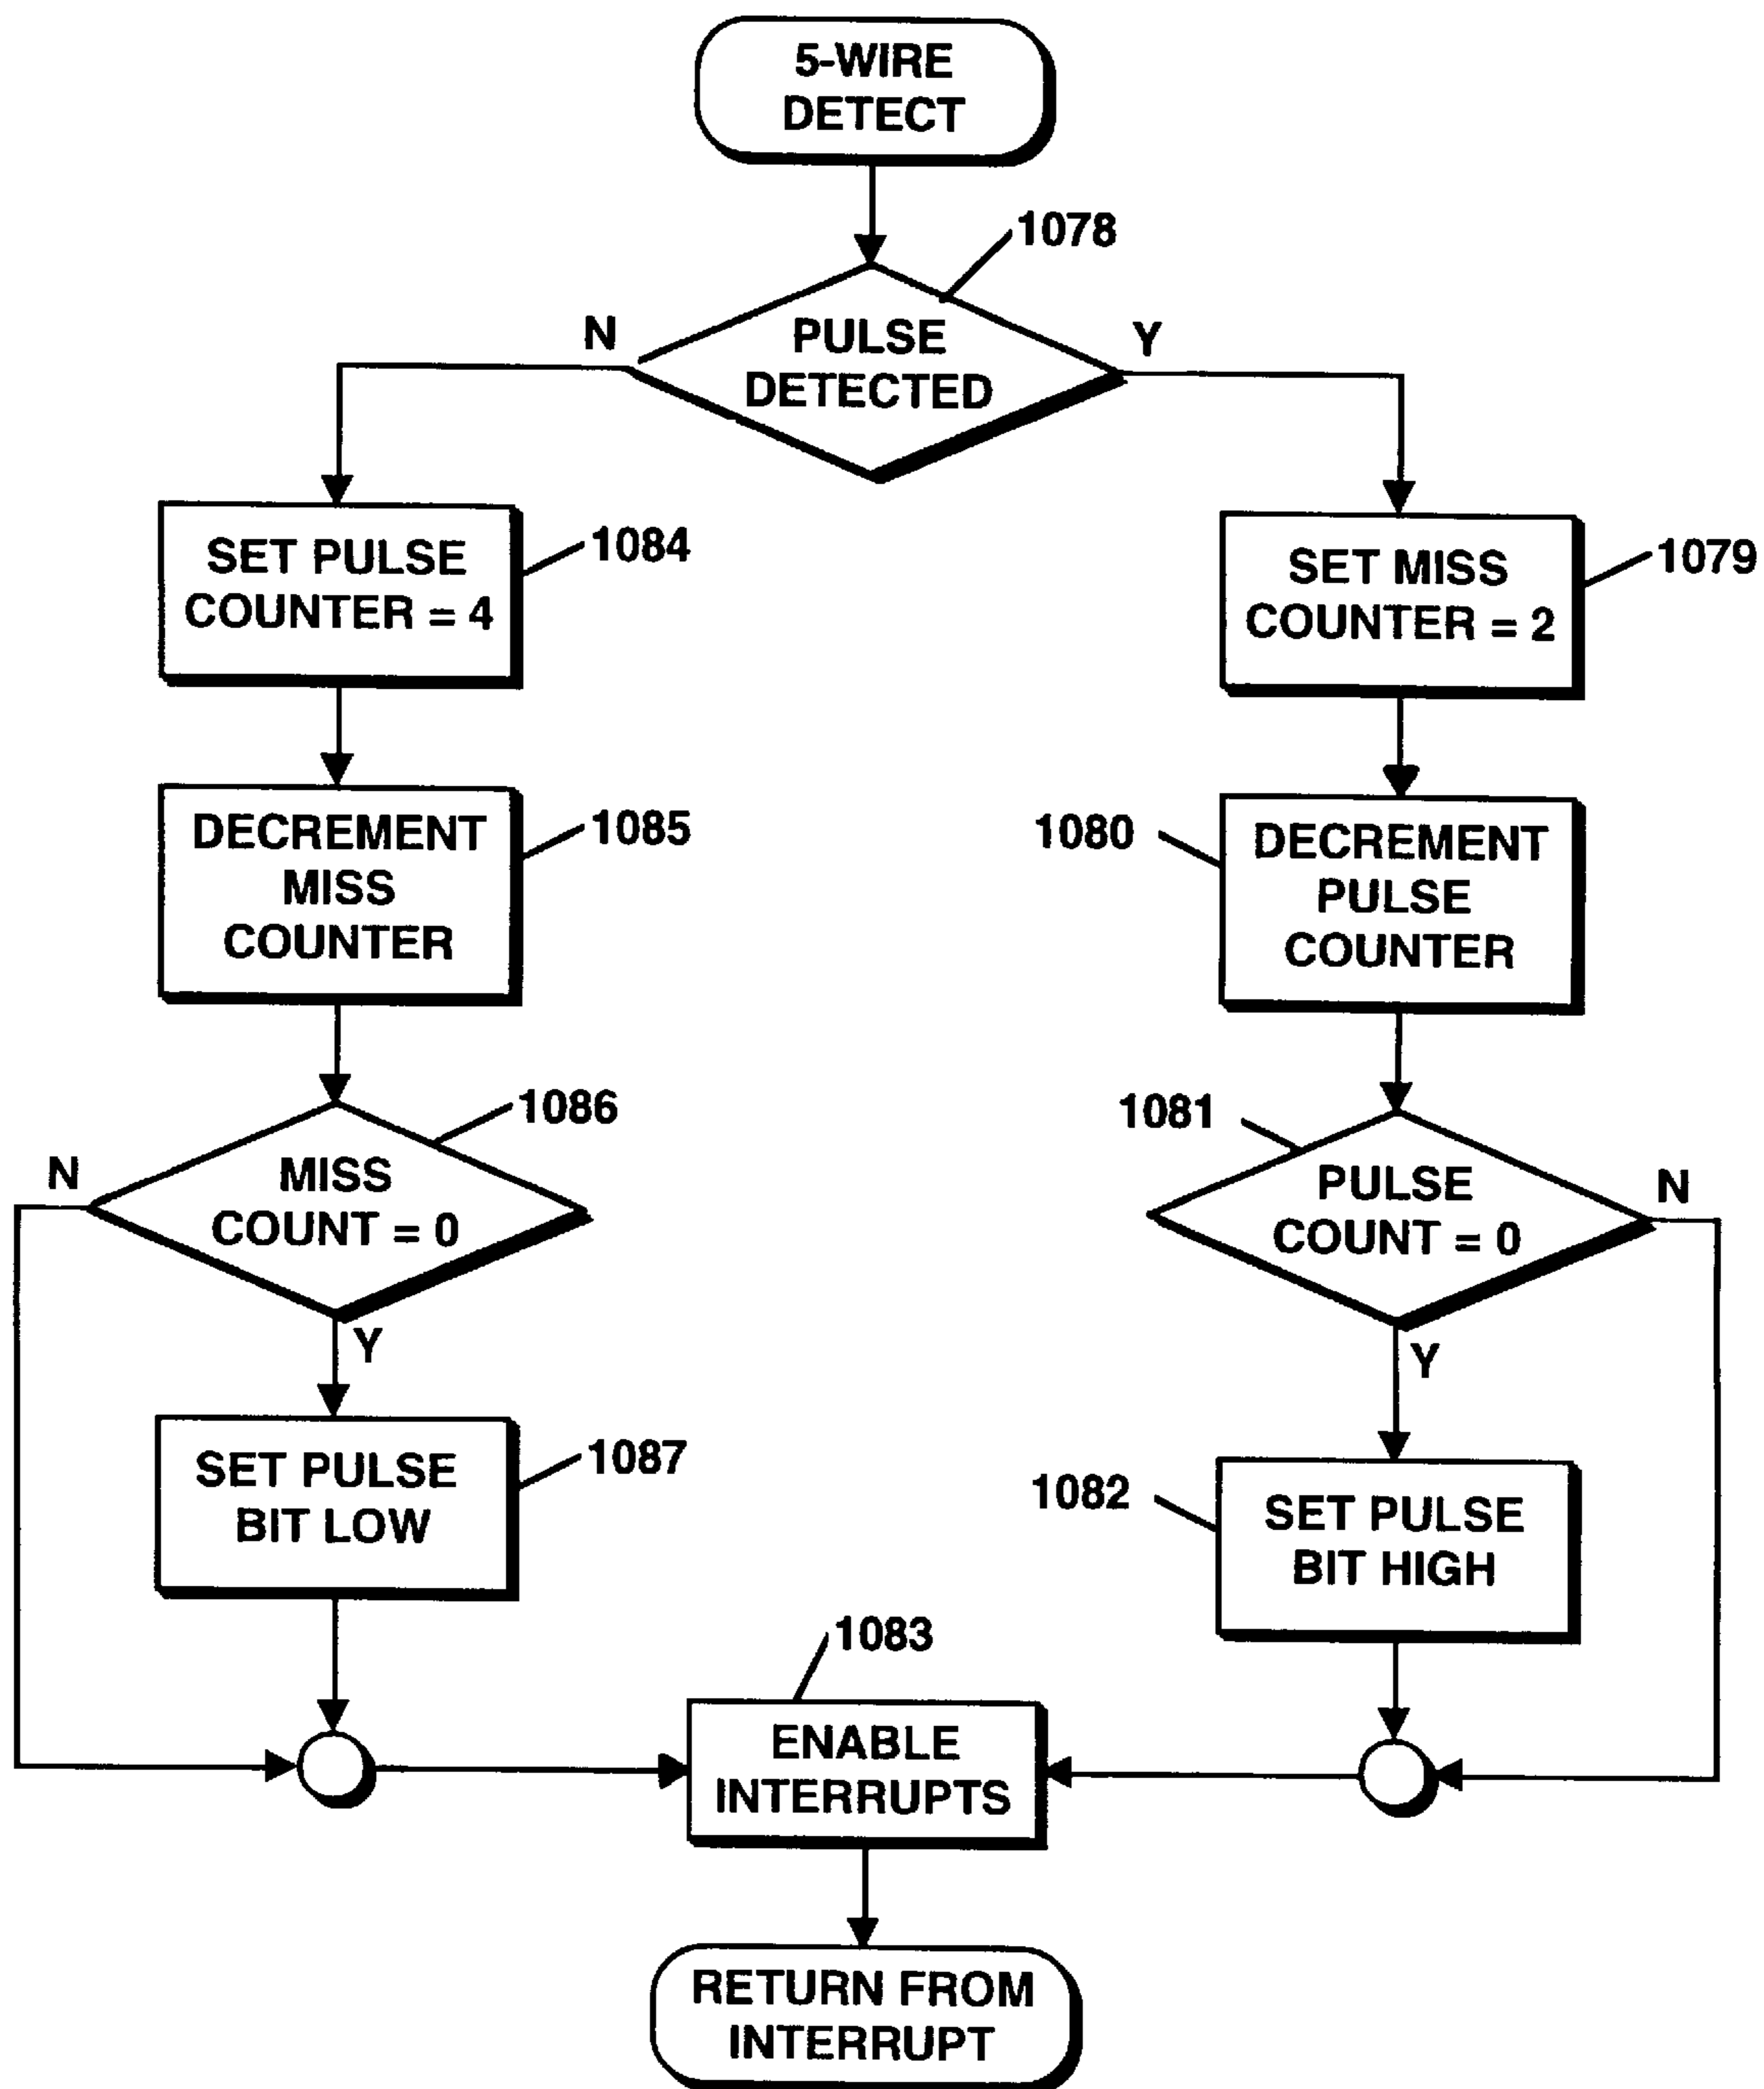 5-WIRE
DETECT
1078
N
PULSE
DETECTED
Y
SET PULSE
COUNTER = 4
1084
SET MISS
COUNTER = 2
1079
DECREMENT
MISS
COUNTER
1085
1080
DECREMENT
PULSE
COUNTER
1086
N
MISS
COUNT = 0
Y
1081
PULSE
COUNT = 0
N
Y
SET PULSE
BIT LOW
1087
1082
SET PULSE
BIT HIGH
1083
ENABLE
INTERRUPTS
RETURN FROM
INTERRUPT